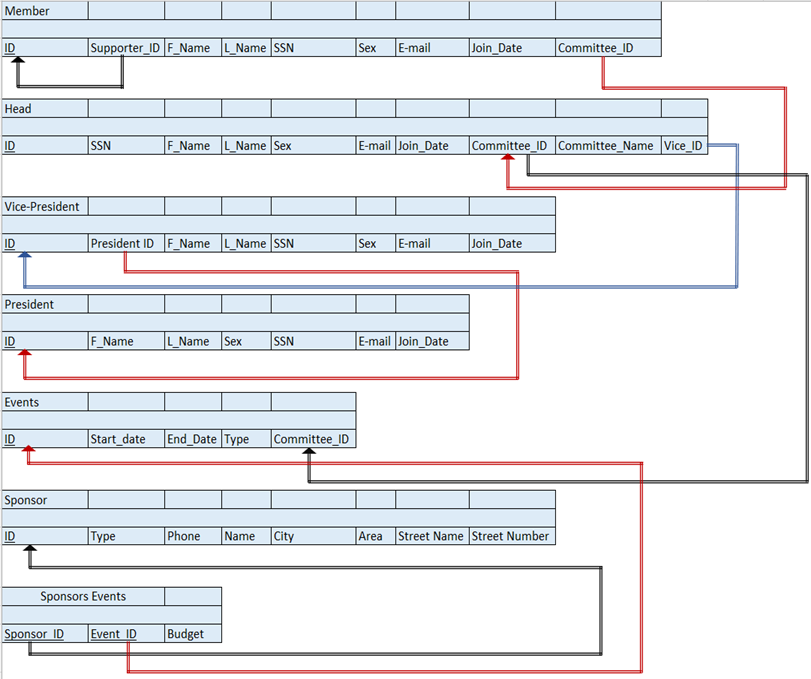 Member
ID Supporter_ID F_Name L_Name SSN Sex E-mail Join_Date Committee_ID
Head
ID SSN F_Name L_Name Sex E-mail Join_Date Committee_ID Committee_Name Vice_ID
Vice-President
ID President ID F_Name L_Name SSN Sex E-mail Join_Date
President
ID F_Name L_Name Sex SSN E-mail Join_Date
Events
ID Start_date End_Date Type Committee_ID
Sponsor
ID Type Phone Name City Area Street Name Street Number
Sponsors Events
Sponsor_ID Event_ID Budget